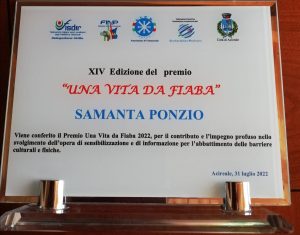 fisdir
FINP
XIV Edizione del premio
"UNA VITA DA FIABA"
SAMANTA PONZIO
Viene conferito il Premio Una Vita da Fiaba 2022, per il contributo e l'impegno profuso nello
svolgimento dell'opera di sensibilizzazione e di informazione per l'abbattimento delle barriere
culturali e fisiche.
Acireale, 31 luglio 2022